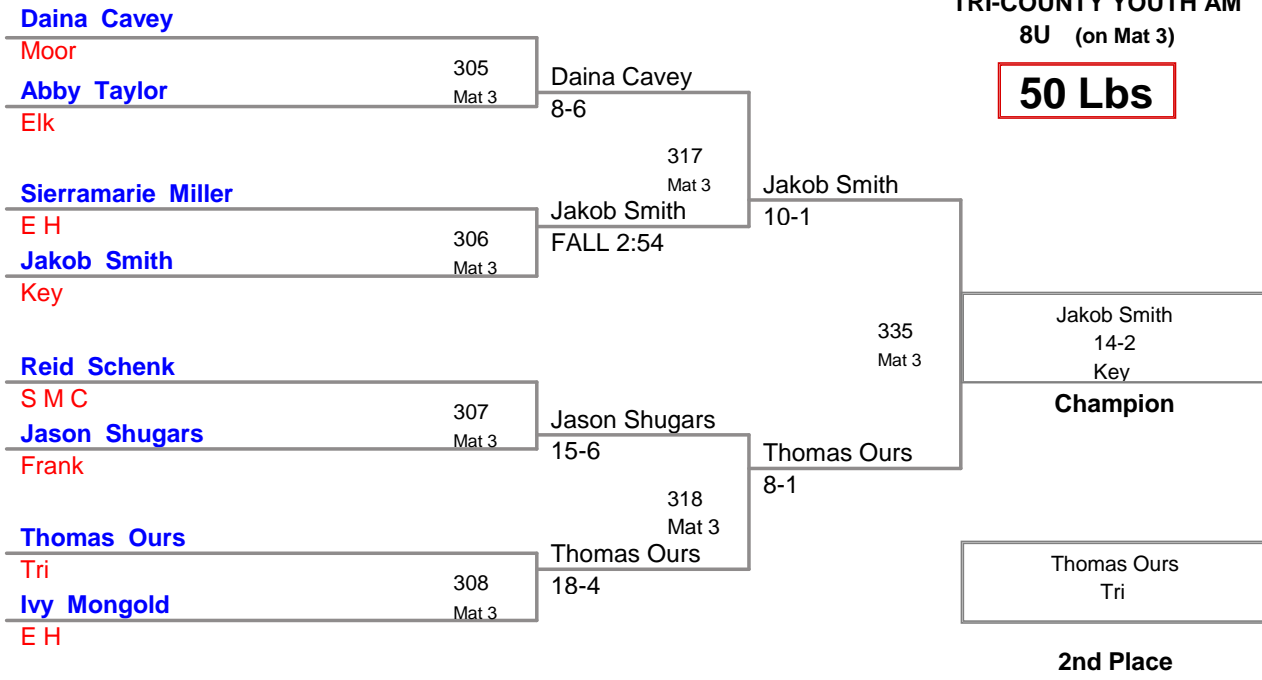 TRI-COUNTY YOUTH AM
8U (on Mat 3)
50 Lbs
Daina Cavey
Moor
305
Mat 3
Abby Taylor
Elk
Daina Cavey
8-6
317
Mat 3
Sierramarie Miller
E H
306
Mat 3
Jakob Smith
Key
Jakob Smith
FALL 2:54
Jakob Smith
10-1
335
Mat 3
Jakob Smith
14-2
Key
Champion
Reid Schenk
S M C
307
Mat 3
Jason Shugars
Frank
Jason Shugars
15-6
318
Mat 3
Thomas Ours
8-1
Thomas Ours
Tri
308
Mat 3
Ivy Mongold
E H
Thomas Ours
18-4
Thomas Ours
Tri
2nd Place